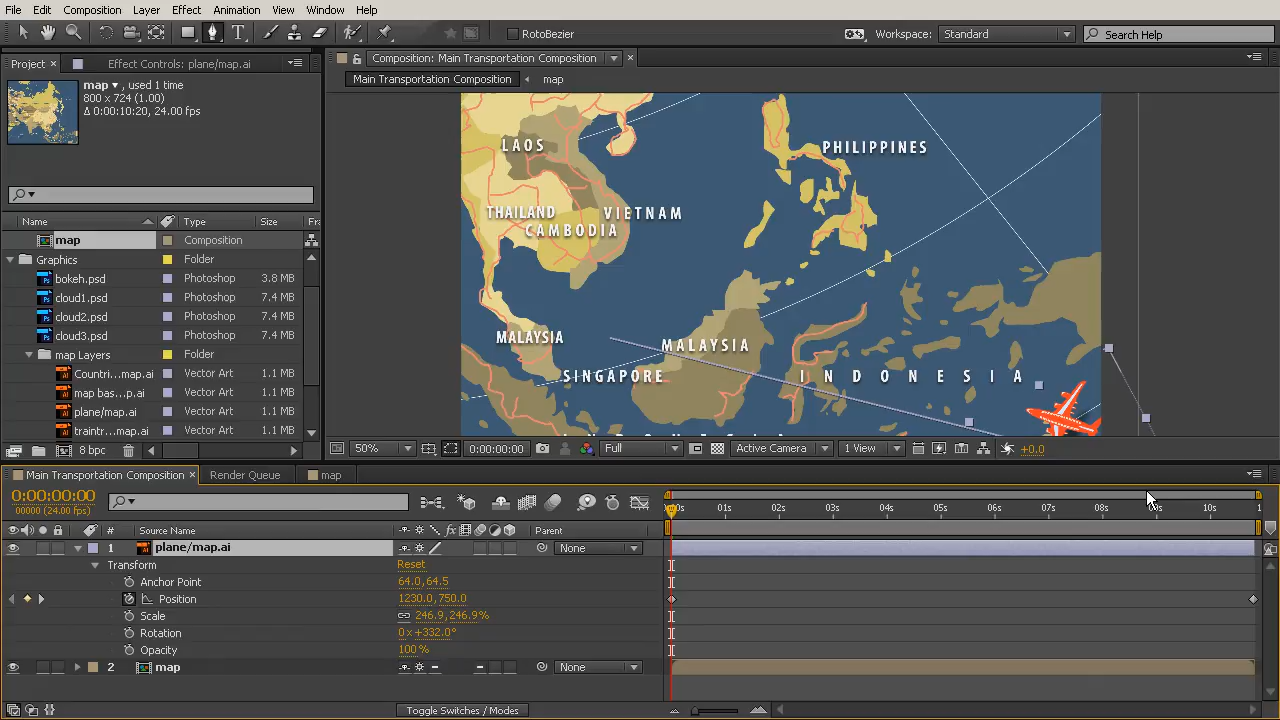 File Edit Composition Layer Effect Animation View Window Help
RotoBezier Workspace: Standard Search Help
Project × Effect Controls: plane/map.ai
map ▾ , used 1 time
800 x 724 (1.00)
Δ 0:00:10:20, 24.00 fps
Composition: Main Transportation Composition ×
Main Transportation Composition map
LAOS
PHILIPPINES
THAILAND VIETNAM
CAMBODIA
MALAYSIA
MALAYSIA
SINGAPORE
INDONESIA
Name Type Size Fra
map Composition
Graphics Folder
bokeh.psd Photoshop 3.8 MB
cloud1.psd Photoshop 7.4 MB
cloud2.psd Photoshop 7.4 MB
cloud3.psd Photoshop 7.4 MB
map Layers Folder
Countri...map.ai Vector Art 1.1 MB
map bas...p.ai Vector Art 1.1 MB
plane/map.ai Vector Art 1.1 MB
traintr...map.ai Vector Art 1.1 MB
8 bpc
50% 0:00:00:00 Full Active Camera 1 View +0.0
Main Transportation Composition × Render Queue map
0:00:00:00
00000 (24.00 fps)
01s 02s 03s 04s 05s 06s 07s 08s 09s 10s
# Source Name Parent
1 plane/map.ai None
Transform Reset
Anchor Point 64.0,64.5
Position 1230.0,750.0
Scale 246.9,246.9%
Rotation 0x+332.0°
Opacity 100%
2 map None
Toggle Switches / Modes